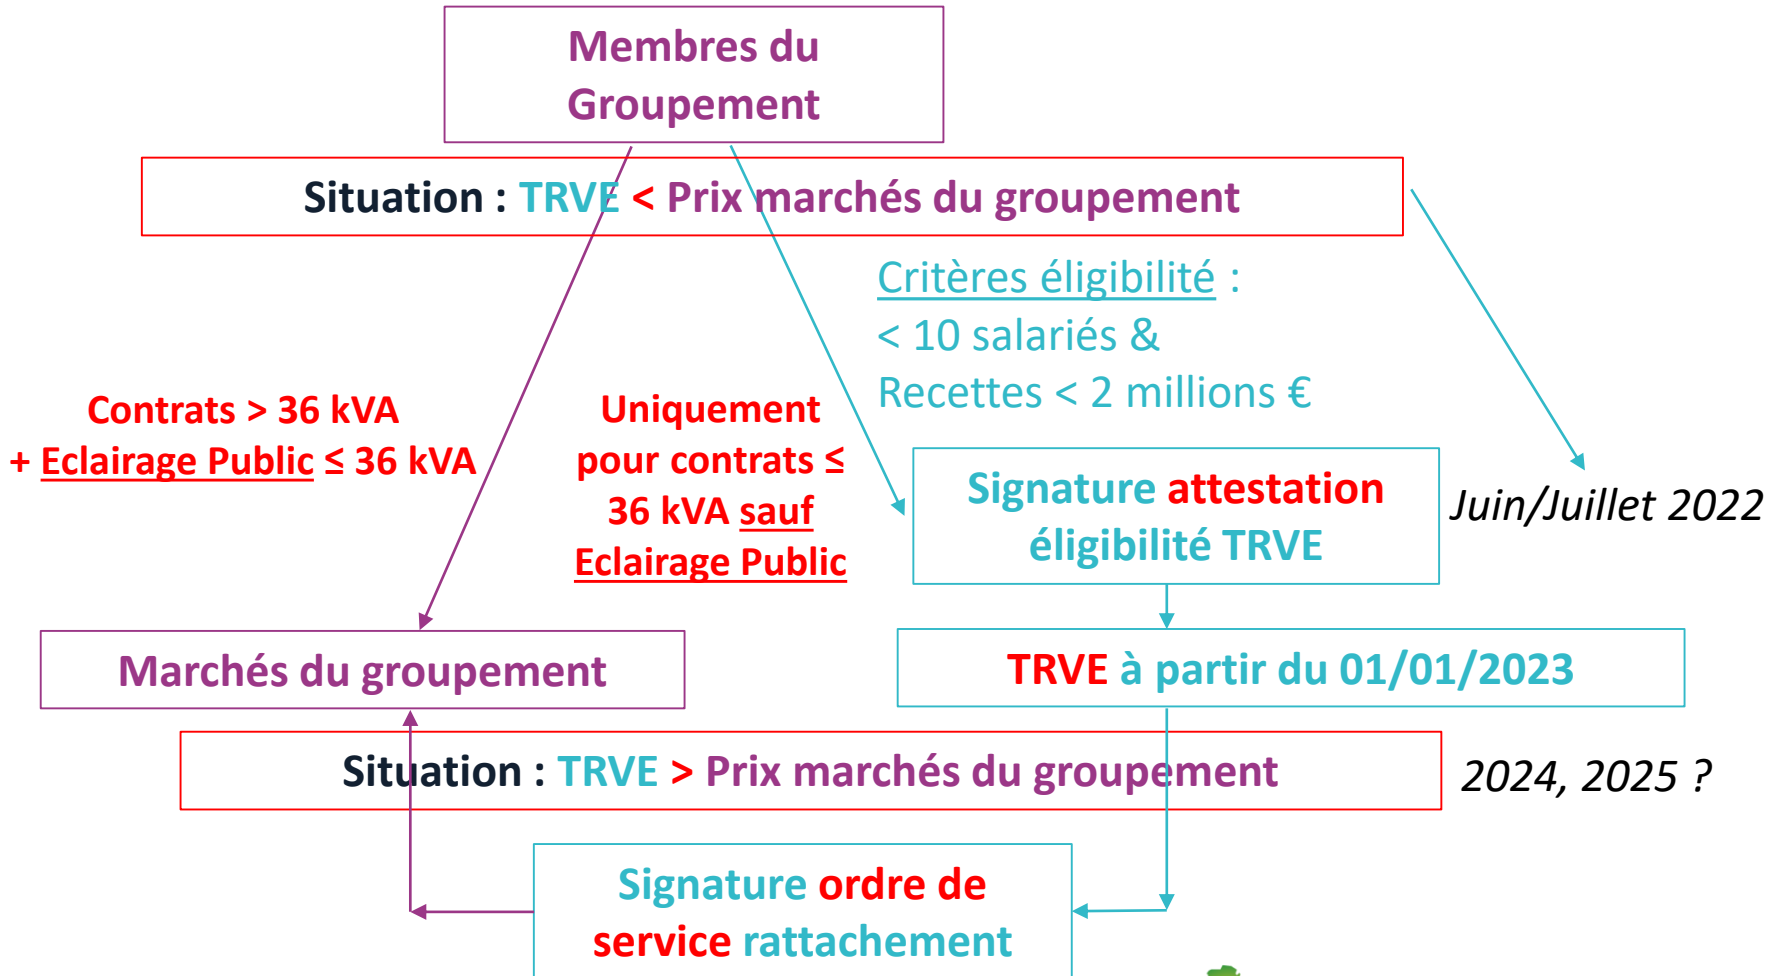 Membres du
Groupement
Situation : TRVE < Prix marchés du groupement
Critères éligibilité :
< 10 salariés &
Recettes < 2 millions €
Contrats > 36 kVA
+ Eclairage Public ≤ 36 kVA
Uniquement
pour contrats ≤
36 kVA sauf
Eclairage Public
Signature attestation
éligibilité TRVE
Juin/Juillet 2022
Marchés du groupement
TRVE à partir du 01/01/2023
Situation : TRVE > Prix marchés du groupement
2024, 2025 ?
Signature ordre de
service rattachement